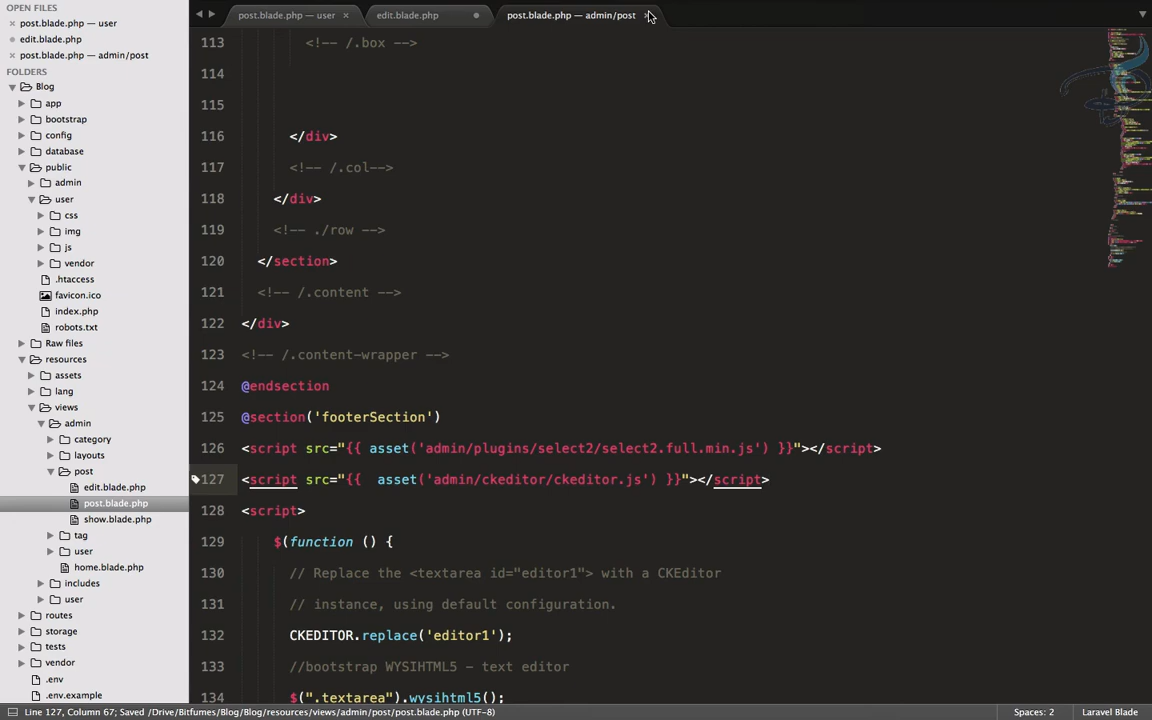 OPEN FILES
post.blade.php — user
edit.blade.php
post.blade.php — admin/post
FOLDERS
Blog
app
bootstrap
config
database
public
admin
user
css
img
js
vendor
.htaccess
favicon.ico
index.php
robots.txt
Raw files
resources
assets
lang
views
admin
category
layouts
post
edit.blade.php
post.blade.php
show.blade.php
tag
user
home.blade.php
includes
user
routes
storage
tests
vendor
.env
.env.example
post.blade.php — user
edit.blade.php
post.blade.php — admin/post
113 <!-- /.box -->
114
115
116 </div>
117 <!-- /.col-->
118 </div>
119 <!-- ./row -->
120 </section>
121 <!-- /.content -->
122 </div>
123 <!-- /.content-wrapper -->
124 @endsection
125 @section('footerSection')
126 <script src="{{ asset('admin/plugins/select2/select2.full.min.js') }}"></script>
127 <script src="{{  asset('admin/ckeditor/ckeditor.js') }}"></script>
128 <script>
129 $(function () {
130 // Replace the <textarea id="editor1"> with a CKEditor
131 // instance, using default configuration.
132 CKEDITOR.replace('editor1');
133 //bootstrap WYSIHTML5 - text editor
134 $(".textarea").wysihtml5();
Line 127, Column 67; Saved /Drive/Bitfumes/Blog/Blog/resources/views/admin/post/post.blade.php (UTF-8)
Spaces: 2
Laravel Blade